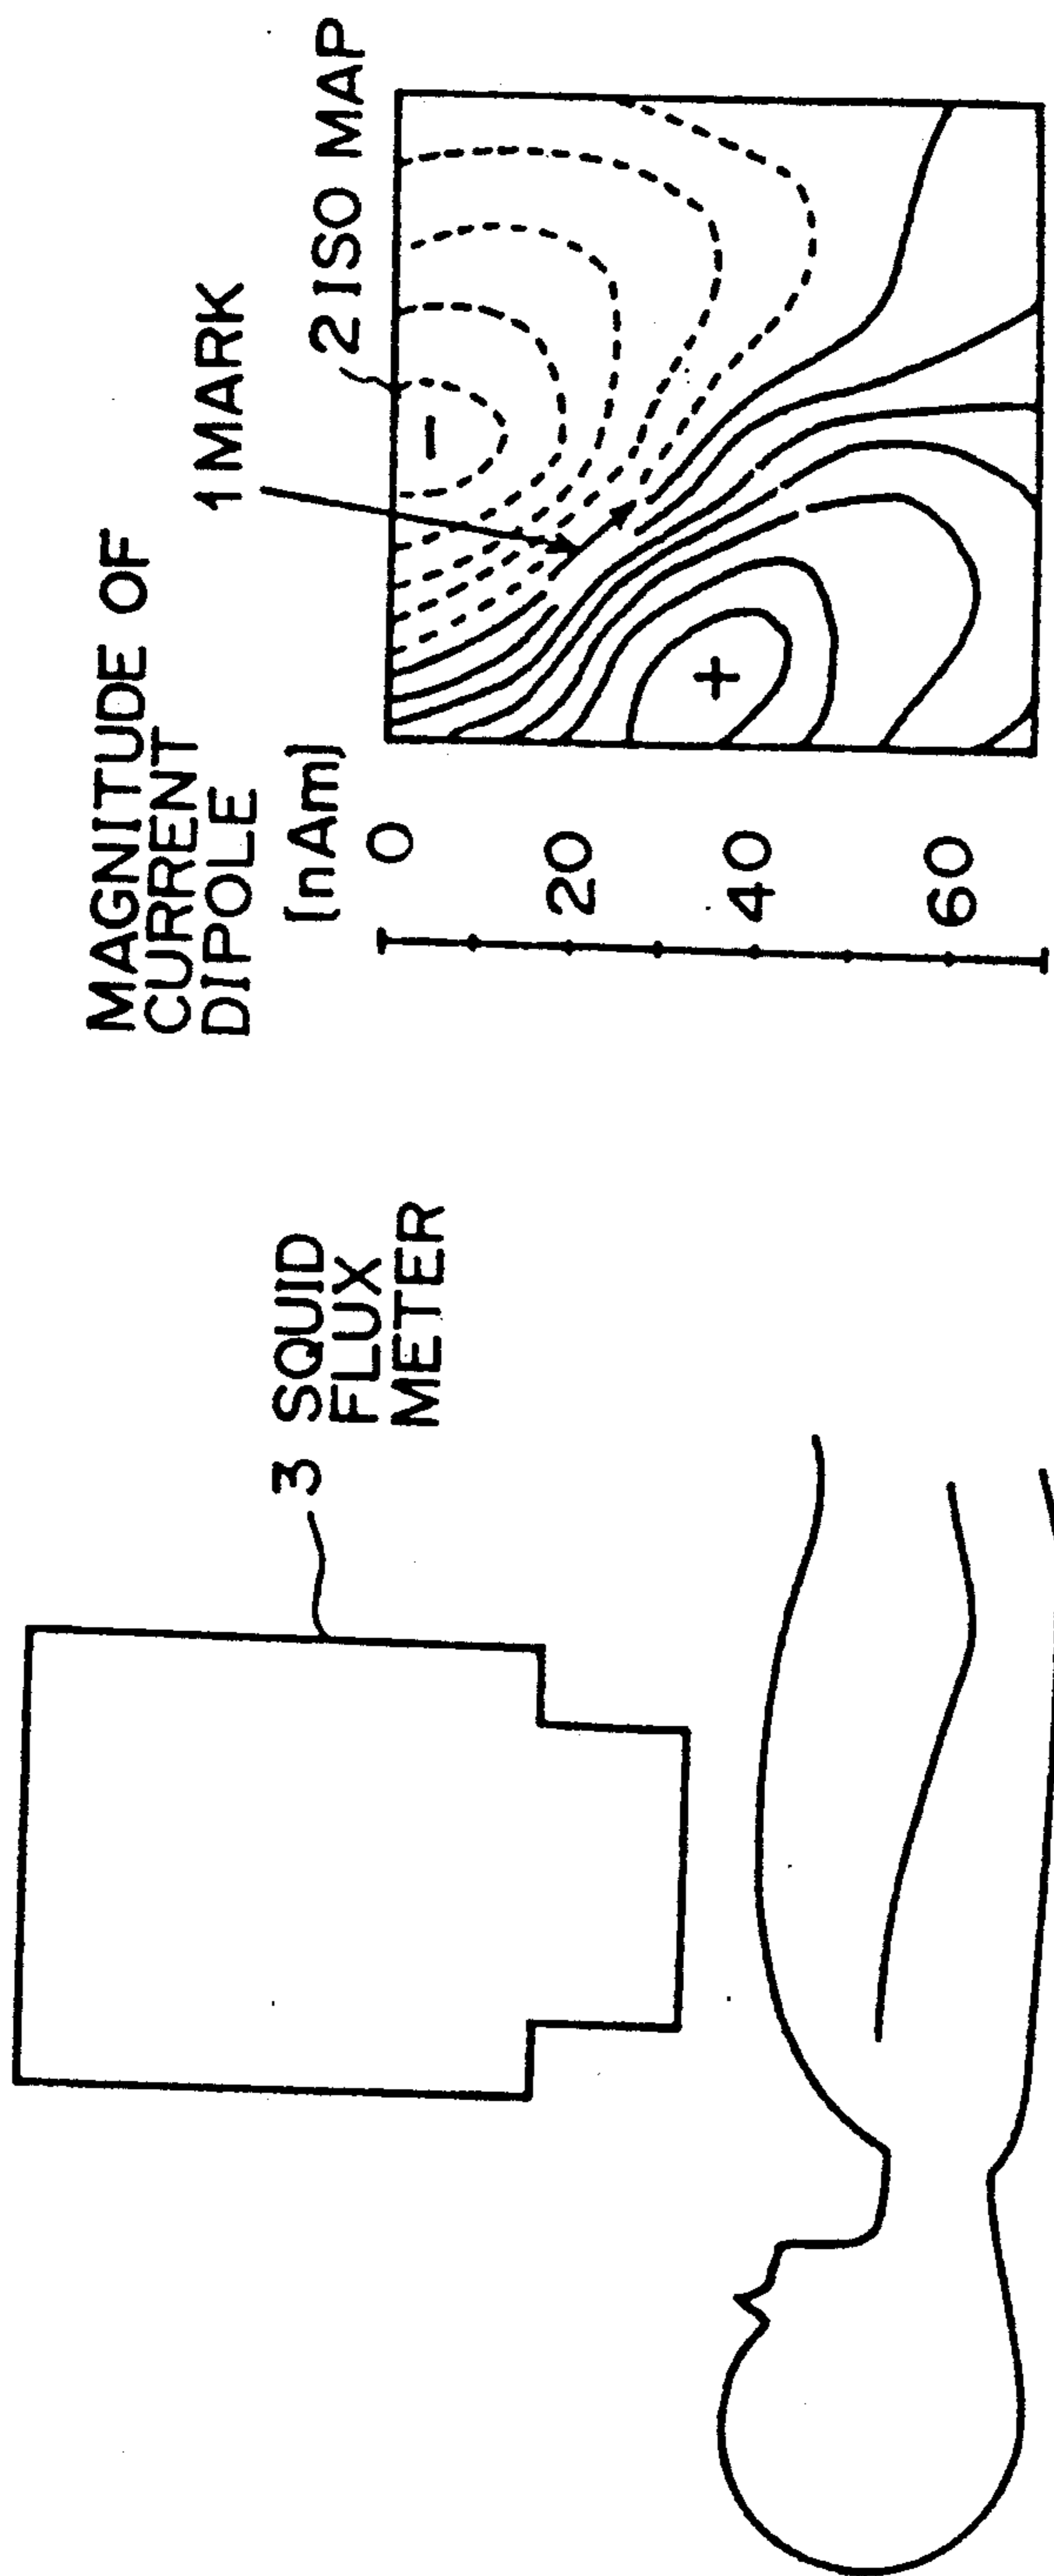 3 SQUID
FLUX
METER
MAGNITUDE OF
CURRENT
DIPOLE
[nAm]
0
20
40
60
1 MARK
2 ISO MAP
−
+